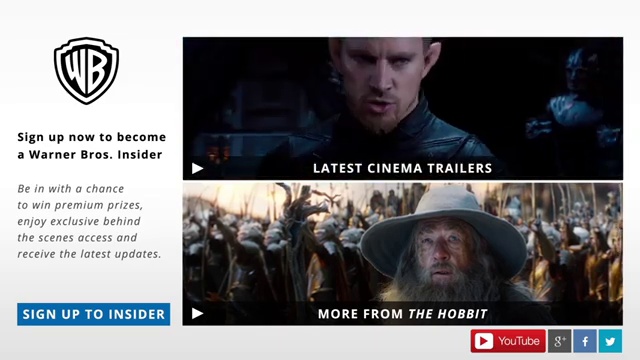 WB
Sign up now to become
a Warner Bros. Insider
Be in with a chance
to win premium prizes,
enjoy exclusive behind
the scenes access and
receive the latest updates.
SIGN UP TO INSIDER
LATEST CINEMA TRAILERS
MORE FROM THE HOBBIT
YouTube
g+
f